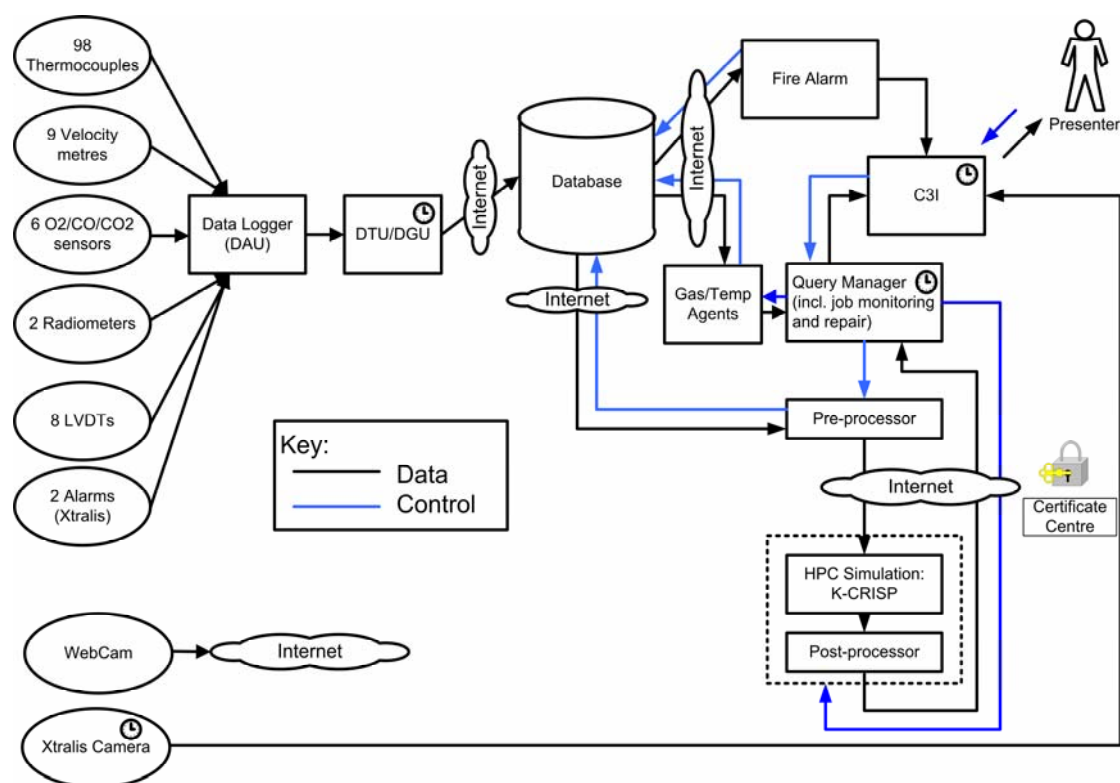 98
Thermocouples
9 Velocity
metres
6 O2/CO/CO2
sensors
2 Radiometers
8 LVDTs
2 Alarms
(Xtralis)
WebCam
Xtralis Camera
Data Logger
(DAU)
DTU/DGU
Internet
Database
Internet
Internet
Fire Alarm
Presenter
C3I
Gas/Temp
Agents
Query Manager
(incl. job monitoring
and repair)
Pre-processor
Key:
Data
Control
Internet
Certificate
Centre
HPC Simulation:
K-CRISP
Post-processor
Internet